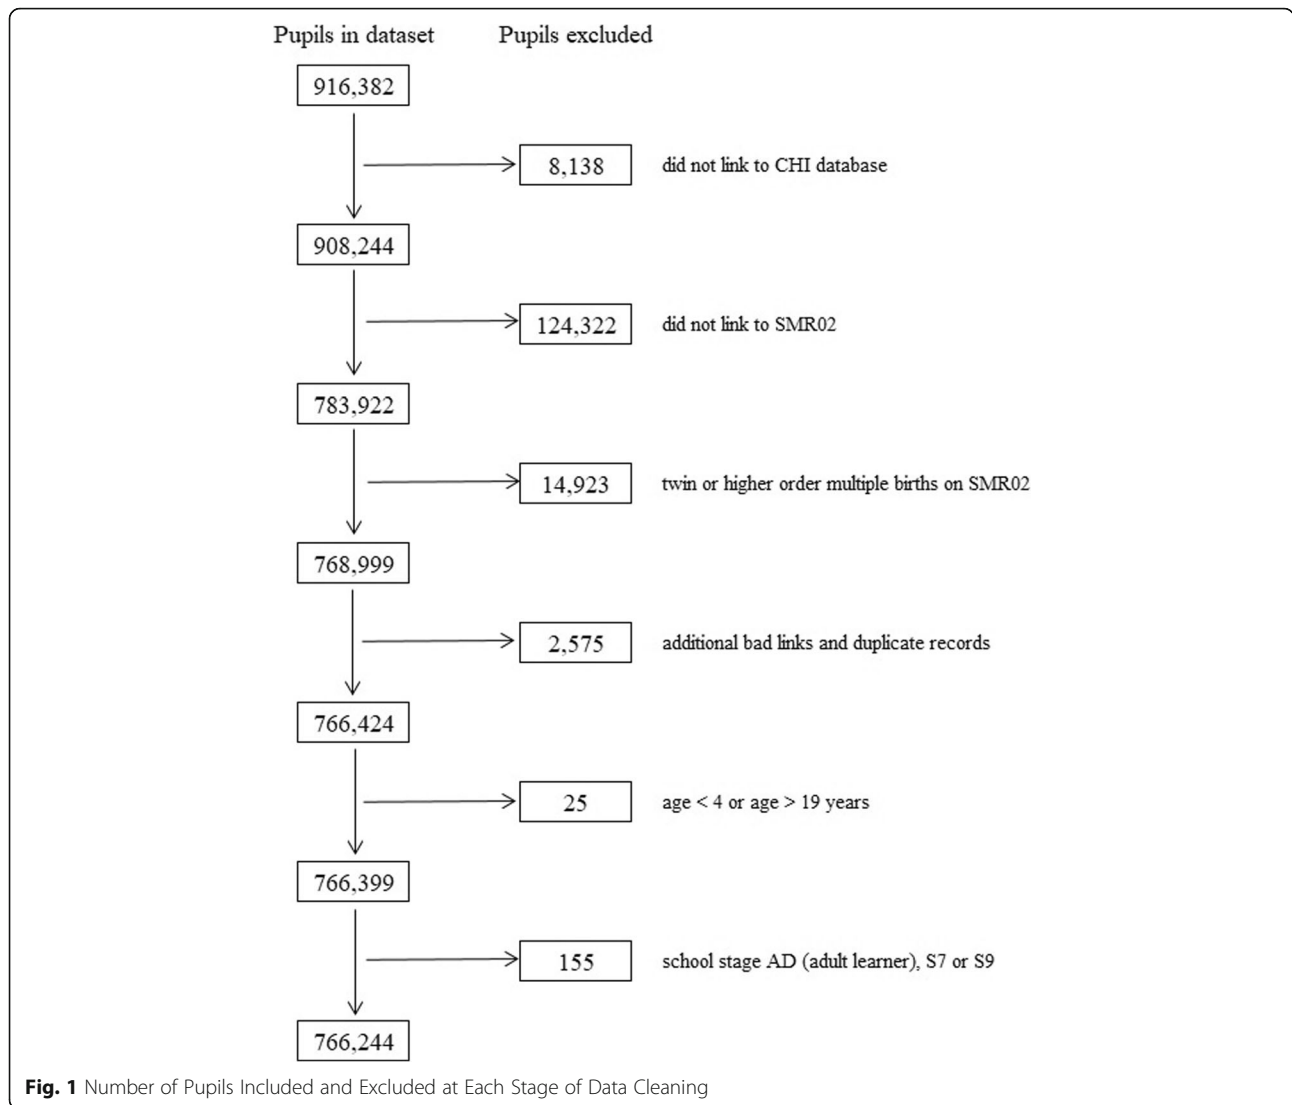 Pupils in dataset Pupils excluded
916,382
8,138 did not link to CHI database
908,244
124,322 did not link to SMR02
783,922
14,923 twin or higher order multiple births on SMR02
768,999
2,575 additional bad links and duplicate records
766,424
25 age < 4 or age > 19 years
766,399
155 school stage AD (adult learner), S7 or S9
766,244
Fig. 1 Number of Pupils Included and Excluded at Each Stage of Data Cleaning